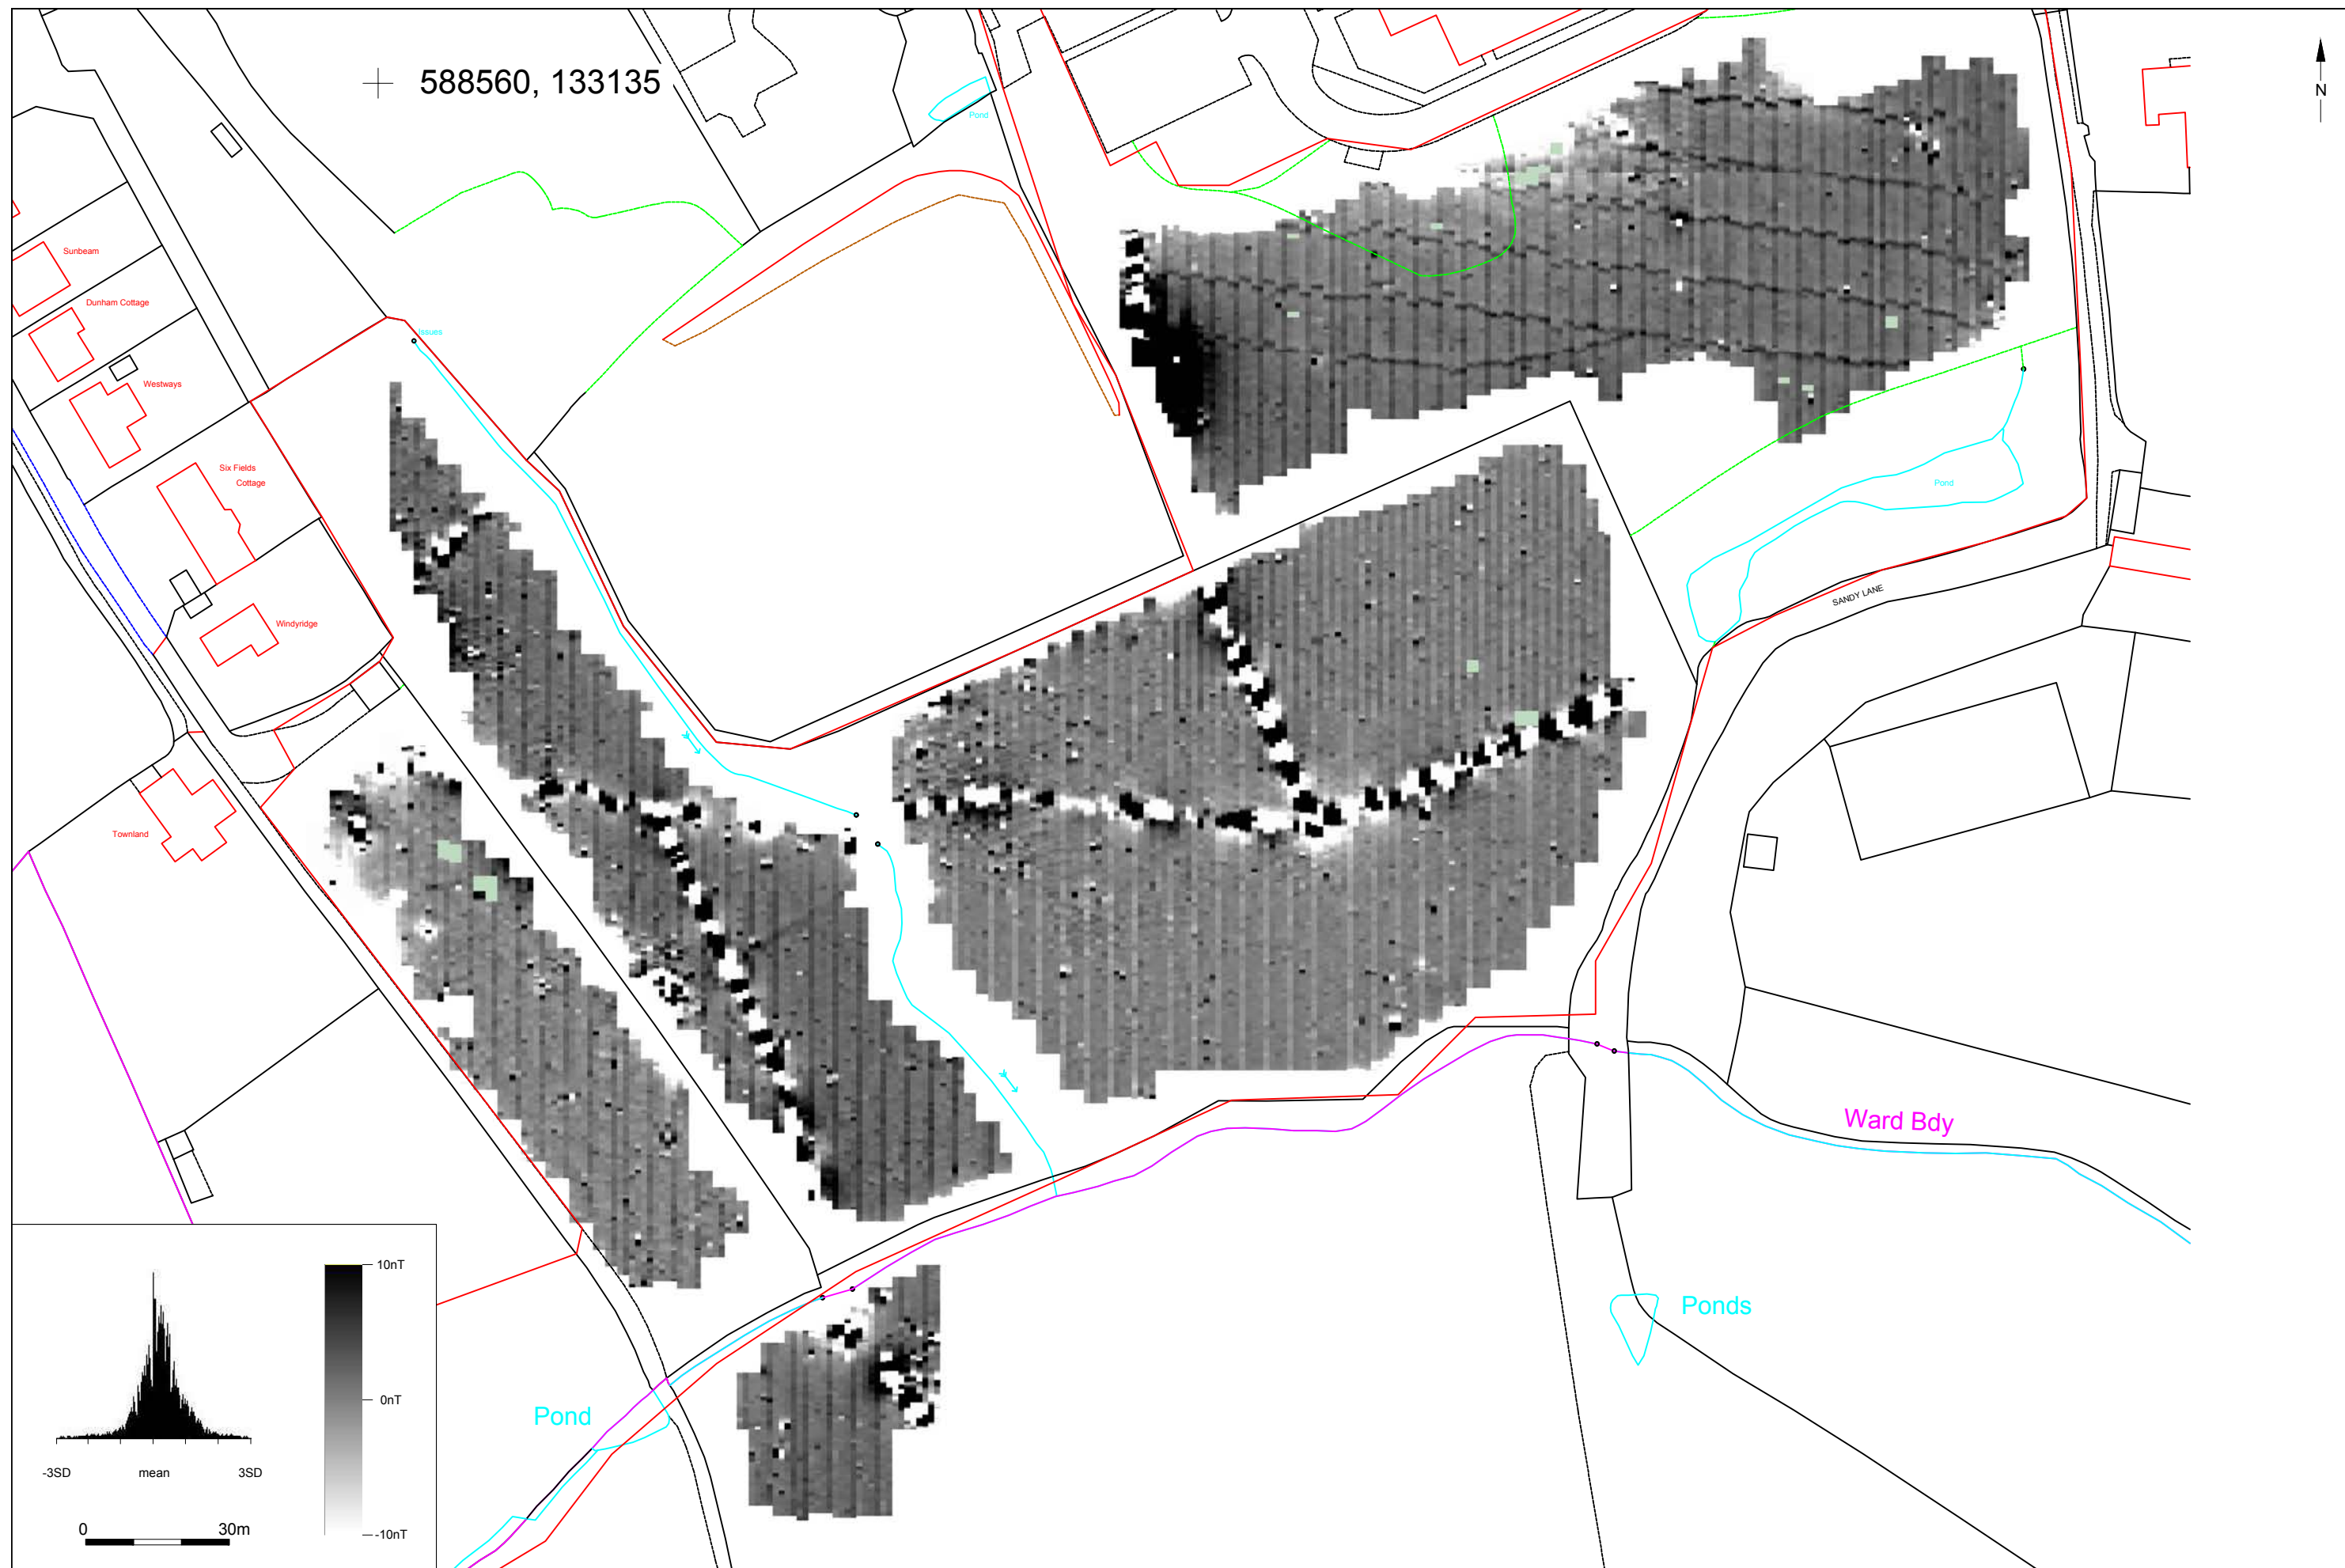 588560, 133135
N
Pond
Sunbeam
Dunham Cottage
Issues
Westways
Six Fields
Cottage
Pond
SANDY LANE
Windyridge
Townland
Ward Bdy
10nT
Ponds
0nT
Pond
-3SD
mean
3SD
0
30m
-10nT